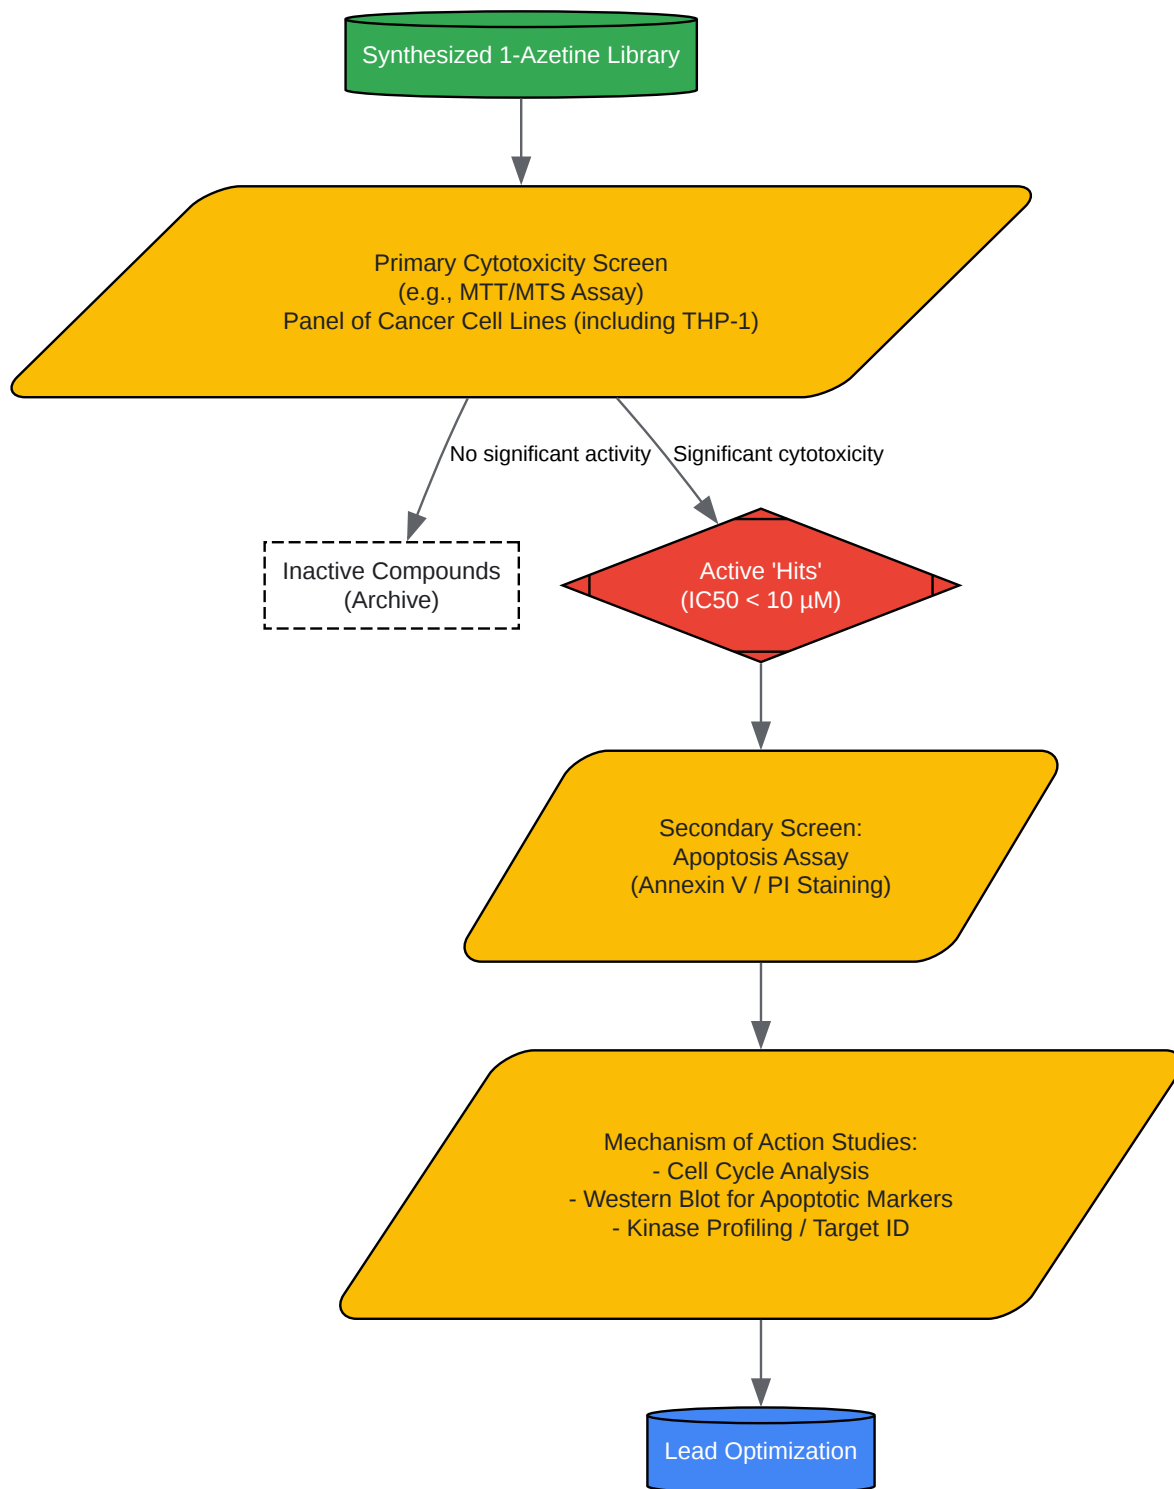 Synthesized 1-Azetine Library
Primary Cytotoxicity Screen
(e.g., MTT/MTS Assay)
Panel of Cancer Cell Lines (including THP-1)
No significant activity
Significant cytotoxicity
Inactive Compounds
(Archive)
Active 'Hits'
(IC50 < 10 µM)
Secondary Screen:
Apoptosis Assay
(Annexin V / PI Staining)
Mechanism of Action Studies:
- Cell Cycle Analysis
- Western Blot for Apoptotic Markers
- Kinase Profiling / Target ID
Lead Optimization